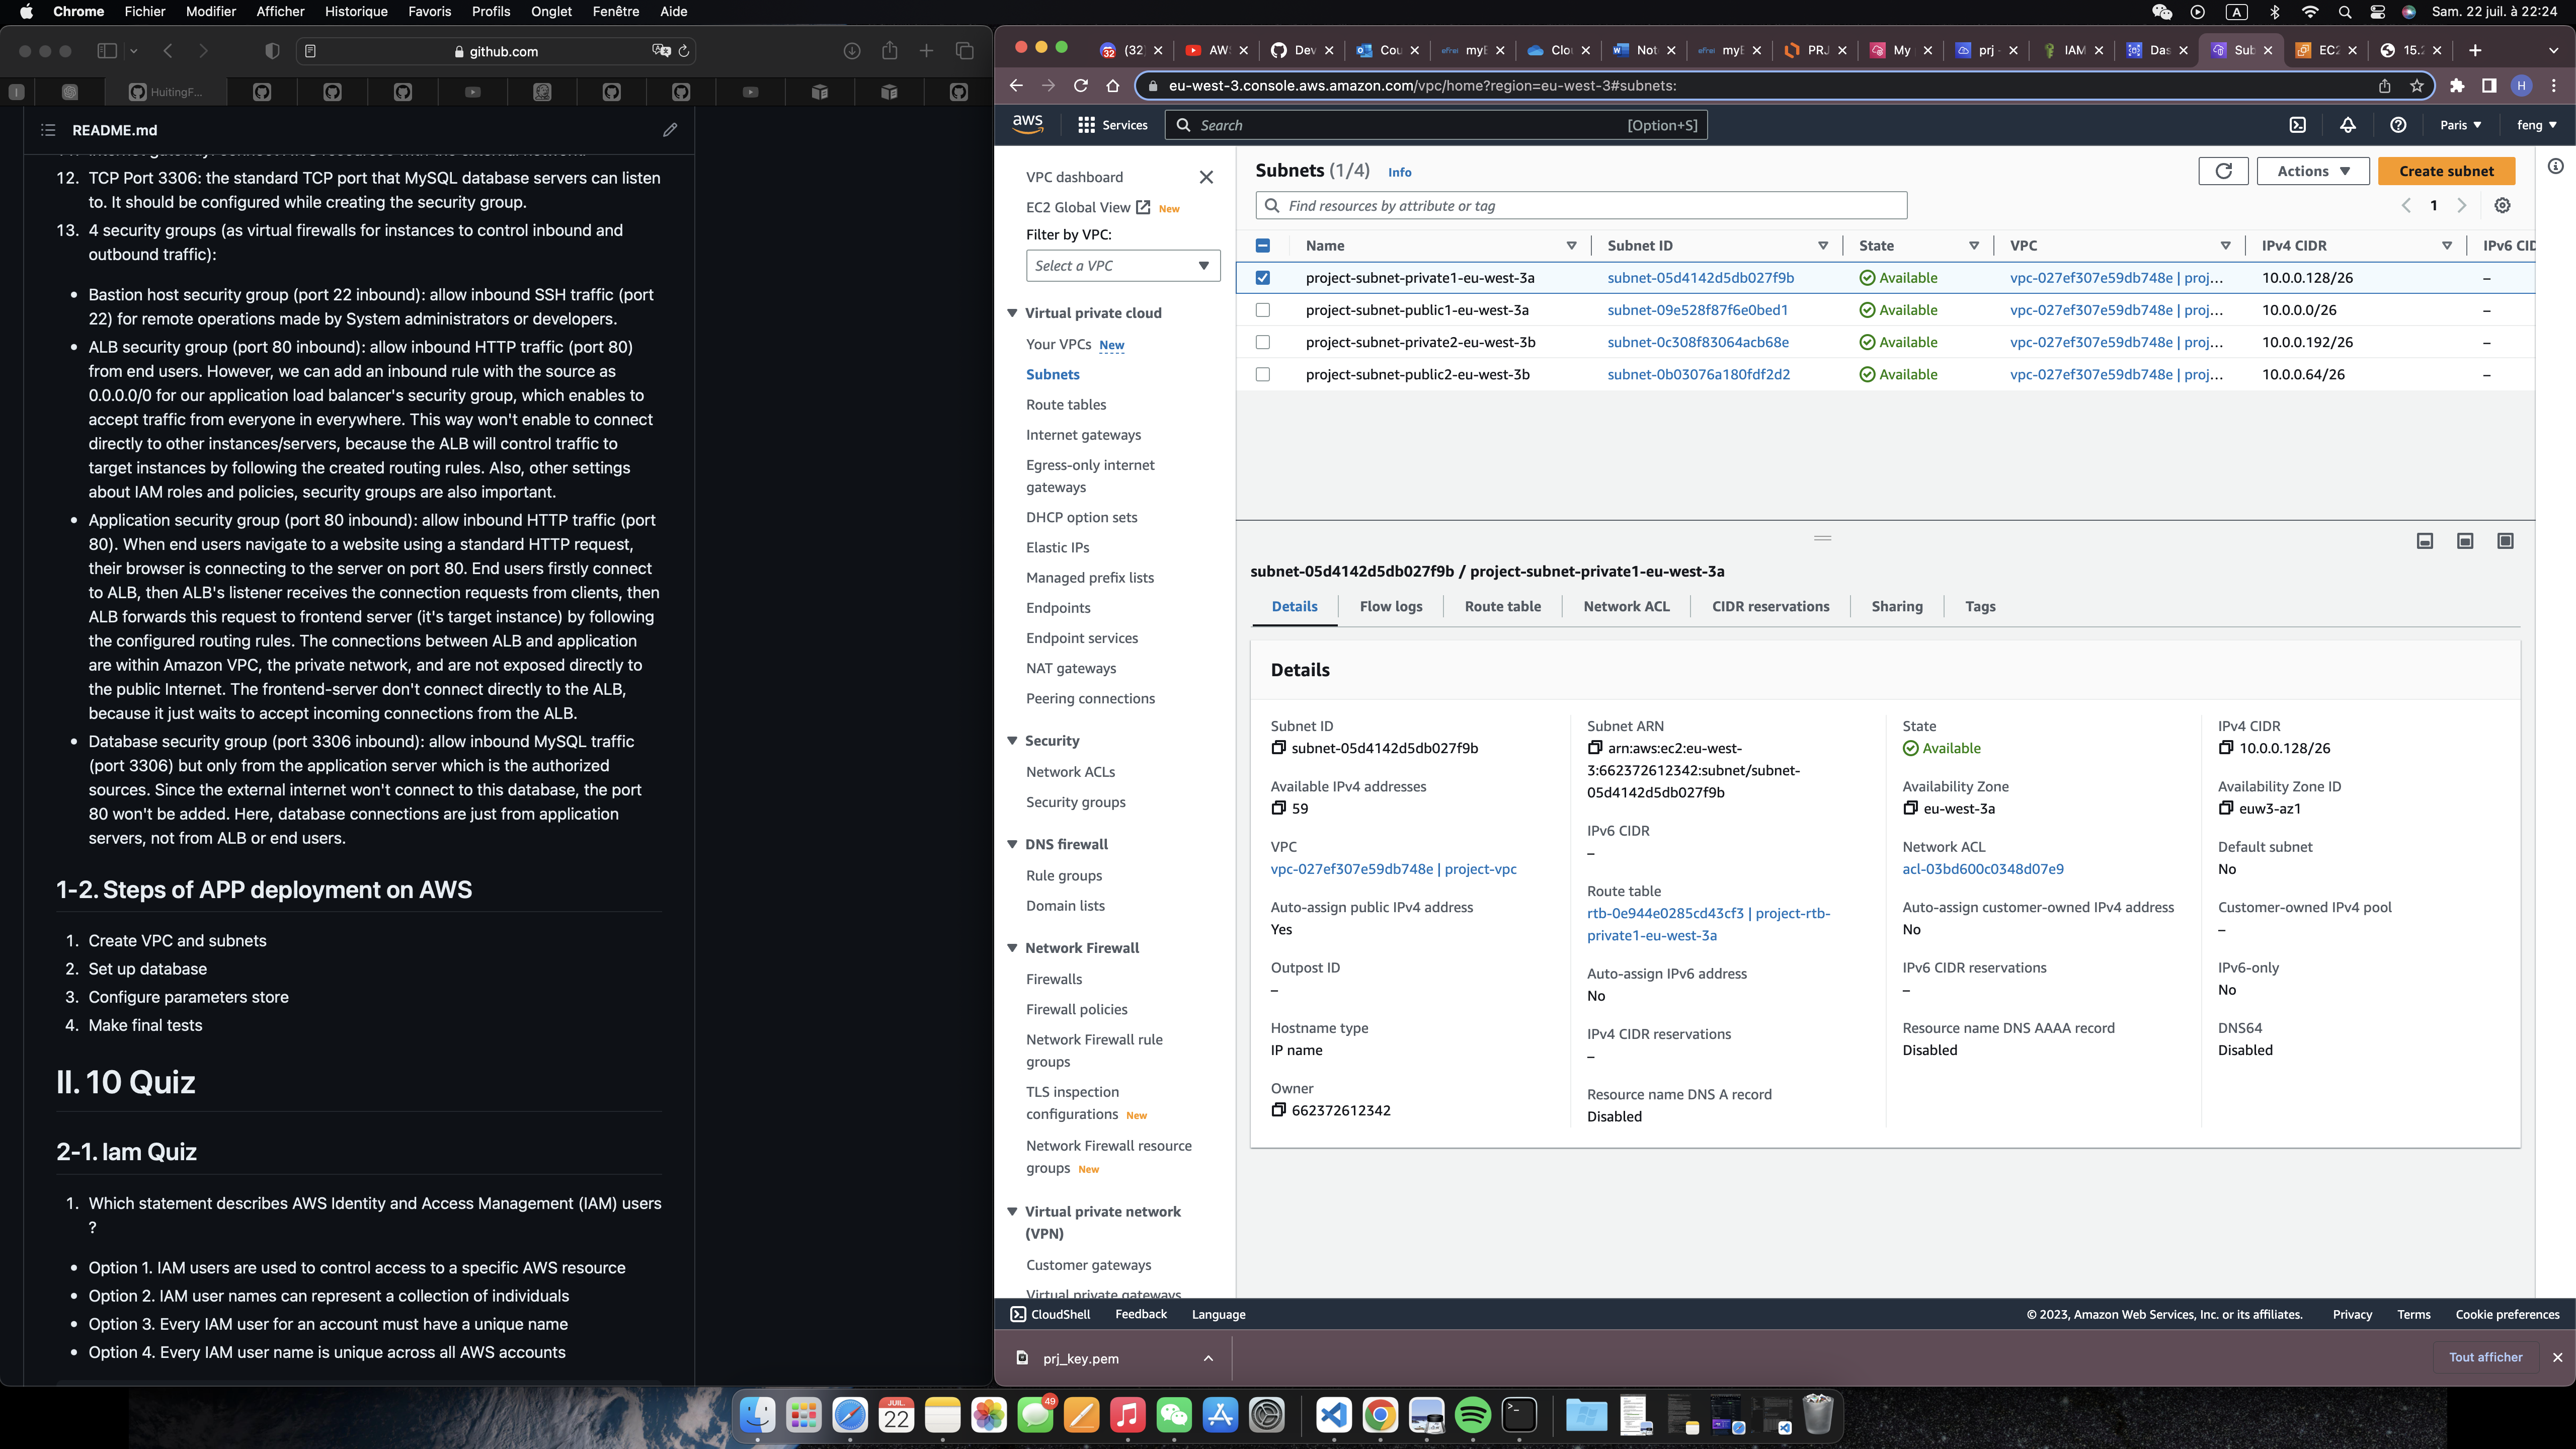 Chrome Fichier Modifier Afficher Historique Favoris Profils Onglet Fenêtre Aide
A Sam. 22 juil. à 22:24
github.com
HuitingF...
README.md
12. TCP Port 3306: the standard TCP port that MySQL database servers can listen
to. It should be configured while creating the security group.
13. 4 security groups (as virtual firewalls for instances to control inbound and
outbound traffic):
• Bastion host security group (port 22 inbound): allow inbound SSH traffic (port
22) for remote operations made by System administrators or developers.
• ALB security group (port 80 inbound): allow inbound HTTP traffic (port 80)
from end users. However, we can add an inbound rule with the source as
0.0.0.0/0 for our application load balancer's security group, which enables to
accept traffic from everyone in everywhere. This way won't enable to connect
directly to other instances/servers, because the ALB will control traffic to
target instances by following the created routing rules. Also, other settings
about IAM roles and policies, security groups are also important.
• Application security group (port 80 inbound): allow inbound HTTP traffic (port
80). When end users navigate to a website using a standard HTTP request,
their browser is connecting to the server on port 80. End users firstly connect
to ALB, then ALB's listener receives the connection requests from clients, then
ALB forwards this request to frontend server (it's target instance) by following
the configured routing rules. The connections between ALB and application
are within Amazon VPC, the private network, and are not exposed directly to
the public Internet. The frontend-server don't connect directly to the ALB,
because it just waits to accept incoming connections from the ALB.
• Database security group (port 3306 inbound): allow inbound MySQL traffic
(port 3306) but only from the application server which is the authorized
sources. Since the external internet won't connect to this database, the port
80 won't be added. Here, database connections are just from application
servers, not from ALB or end users.
1-2. Steps of APP deployment on AWS
1. Create VPC and subnets
2. Set up database
3. Configure parameters store
4. Make final tests
II. 10 Quiz
2-1. Iam Quiz
1. Which statement describes AWS Identity and Access Management (IAM) users
?
• Option 1. IAM users are used to control access to a specific AWS resource
• Option 2. IAM user names can represent a collection of individuals
• Option 3. Every IAM user for an account must have a unique name
• Option 4. Every IAM user name is unique across all AWS accounts
32 (32 AW Dev Cou efrei myE Clo Not efrei myE PRJ My prj IAM Das Sub EC2 15.
eu-west-3.console.aws.amazon.com/vpc/home?region=eu-west-3#subnets:
H
aws Services Search [Option+S] Paris feng
VPC dashboard
EC2 Global View New
Filter by VPC:
Select a VPC
Virtual private cloud
Your VPCs New
Subnets
Route tables
Internet gateways
Egress-only internet
gateways
DHCP option sets
Elastic IPs
Managed prefix lists
Endpoints
Endpoint services
NAT gateways
Peering connections
Security
Network ACLs
Security groups
DNS firewall
Rule groups
Domain lists
Network Firewall
Firewalls
Firewall policies
Network Firewall rule
groups
TLS inspection
configurations New
Network Firewall resource
groups New
Virtual private network
(VPN)
Customer gateways
Virtual private gateways
Subnets (1/4) Info Actions Create subnet
Find resources by attribute or tag 1
Name Subnet ID State VPC IPv4 CIDR IPv6 CID
project-subnet-private1-eu-west-3a subnet-05d4142d5db027f9b Available vpc-027ef307e59db748e | proj... 10.0.0.128/26 –
project-subnet-public1-eu-west-3a subnet-09e528f87f6e0bed1 Available vpc-027ef307e59db748e | proj... 10.0.0.0/26 –
project-subnet-private2-eu-west-3b subnet-0c308f83064acb68e Available vpc-027ef307e59db748e | proj... 10.0.0.192/26 –
project-subnet-public2-eu-west-3b subnet-0b03076a180fdf2d2 Available vpc-027ef307e59db748e | proj... 10.0.0.64/26 –
subnet-05d4142d5db027f9b / project-subnet-private1-eu-west-3a
Details Flow logs Route table Network ACL CIDR reservations Sharing Tags
Details
Subnet ID
subnet-05d4142d5db027f9b
Available IPv4 addresses
59
VPC
vpc-027ef307e59db748e | project-vpc
Auto-assign public IPv4 address
Yes
Outpost ID
–
Hostname type
IP name
Owner
662372612342
Subnet ARN
arn:aws:ec2:eu-west-
3:662372612342:subnet/subnet-
05d4142d5db027f9b
IPv6 CIDR
–
Route table
rtb-0e944e0285cd43cf3 | project-rtb-
private1-eu-west-3a
Auto-assign IPv6 address
No
IPv4 CIDR reservations
–
Resource name DNS A record
Disabled
State
Available
Availability Zone
eu-west-3a
Network ACL
acl-03bd600c0348d07e9
Auto-assign customer-owned IPv4 address
No
IPv6 CIDR reservations
–
Resource name DNS AAAA record
Disabled
IPv4 CIDR
10.0.0.128/26
Availability Zone ID
euw3-az1
Default subnet
No
Customer-owned IPv4 pool
–
IPv6-only
No
DNS64
Disabled
CloudShell Feedback Language © 2023, Amazon Web Services, Inc. or its affiliates. Privacy Terms Cookie preferences
prj_key.pem Tout afficher
JUIL. 22
49